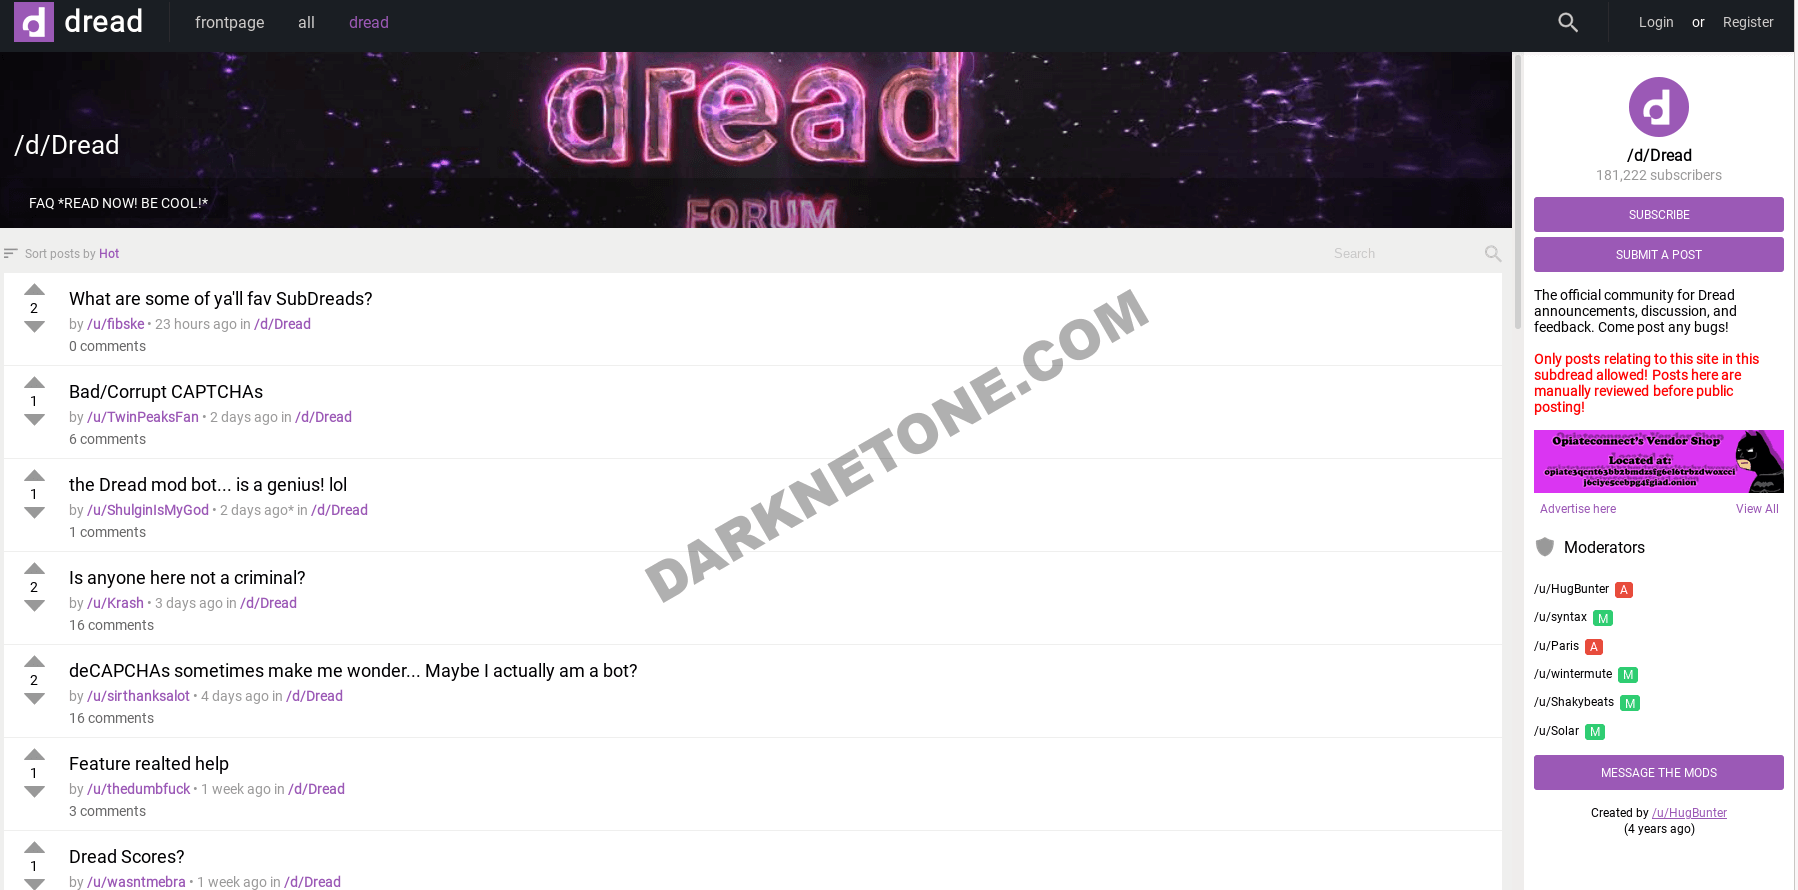 dread
frontpage all dread
Login or Register
dread
/d/Dread
FORUM
FAQ *READ NOW! BE COOL!*
Sort posts by Hot
Search
2
What are some of ya'll fav SubDreads?
by /u/fibske • 23 hours ago in /d/Dread
0 comments
1
Bad/Corrupt CAPTCHAs
by /u/TwinPeaksFan • 2 days ago in /d/Dread
6 comments
1
the Dread mod bot... is a genius! lol
by /u/ShulginIsMyGod • 2 days ago* in /d/Dread
1 comments
2
Is anyone here not a criminal?
by /u/Krash • 3 days ago in /d/Dread
16 comments
2
deCAPCHAs sometimes make me wonder... Maybe I actually am a bot?
by /u/sirthanksalot • 4 days ago in /d/Dread
16 comments
1
Feature realted help
by /u/thedumbfuck • 1 week ago in /d/Dread
3 comments
1
Dread Scores?
by /u/wasntmebra • 1 week ago in /d/Dread
DARKNETONE.COM
/d/Dread
181,222 subscribers
SUBSCRIBE
SUBMIT A POST
The official community for Dread
announcements, discussion, and
feedback. Come post any bugs!
Only posts relating to this site in this
subdread allowed! Posts here are
manually reviewed before public
posting!
Opiateconnect's Vendor Shop
Located at:
Advertise here View All
Moderators
/u/HugBunter A
/u/syntax M
/u/Paris A
/u/wintermute M
/u/Shakybeats M
/u/Solar M
MESSAGE THE MODS
Created by /u/HugBunter
(4 years ago)